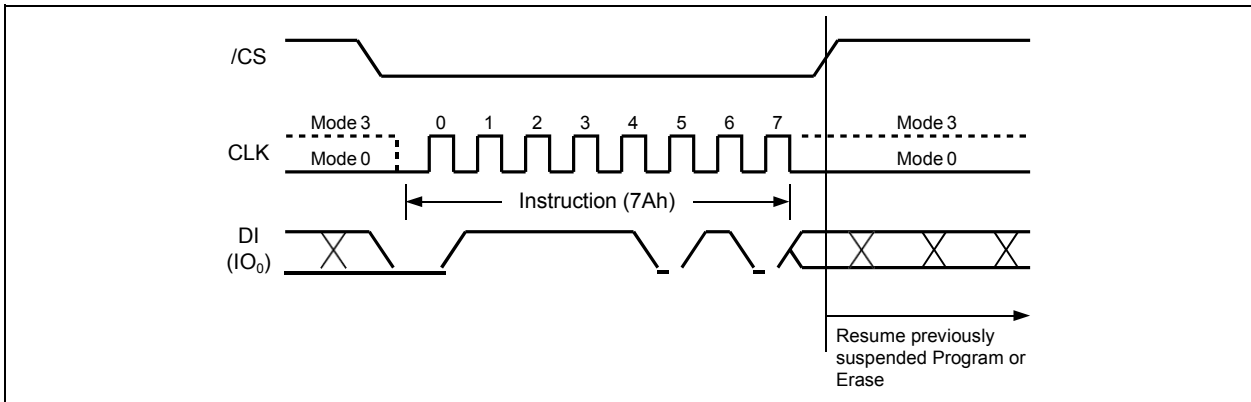 /CS
Mode 3 0 1 2 3 4 5 6 7 Mode 3
CLK
Mode 0 Mode 0
Instruction (7Ah)
DI
(IO₀)
Resume previously
suspended Program or
Erase